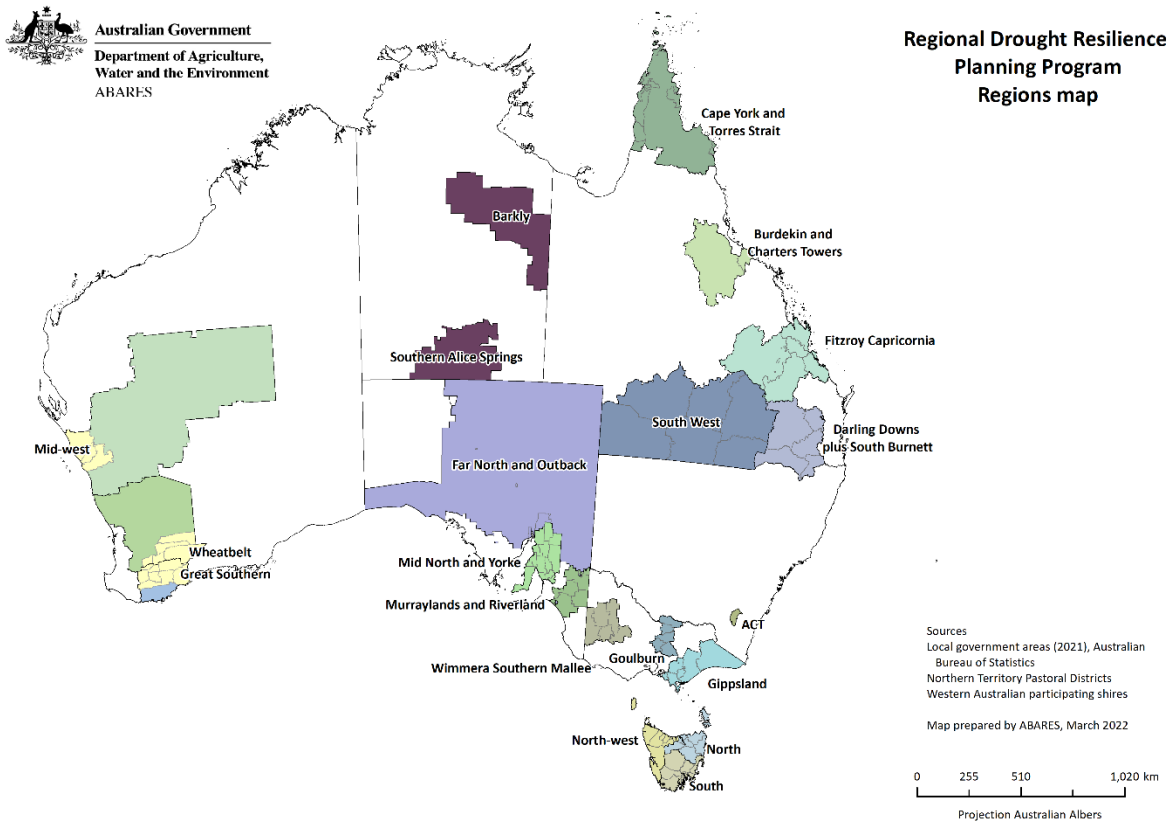 Australian Government
Department of Agriculture,
Water and the Environment
ABARES
Regional Drought Resilience
Planning Program
Regions map
Cape York and
Torres Strait
Barkly
Burdekin and
Charters Towers
Southern Alice Springs
Fitzroy Capricornia
South West
Darling Downs
plus South Burnett
Mid-west
Far North and Outback
Wheatbelt
Great Southern
Mid North and Yorke
Murraylands and Riverland
ACT
Wimmera Southern Mallee
Goulburn
Gippsland
North-west
North
South
Sources
Local government areas (2021), Australian
Bureau of Statistics
Northern Territory Pastoral Districts
Western Australian participating shires
Map prepared by ABARES, March 2022
0 255 510 1,020 km
Projection Australian Albers